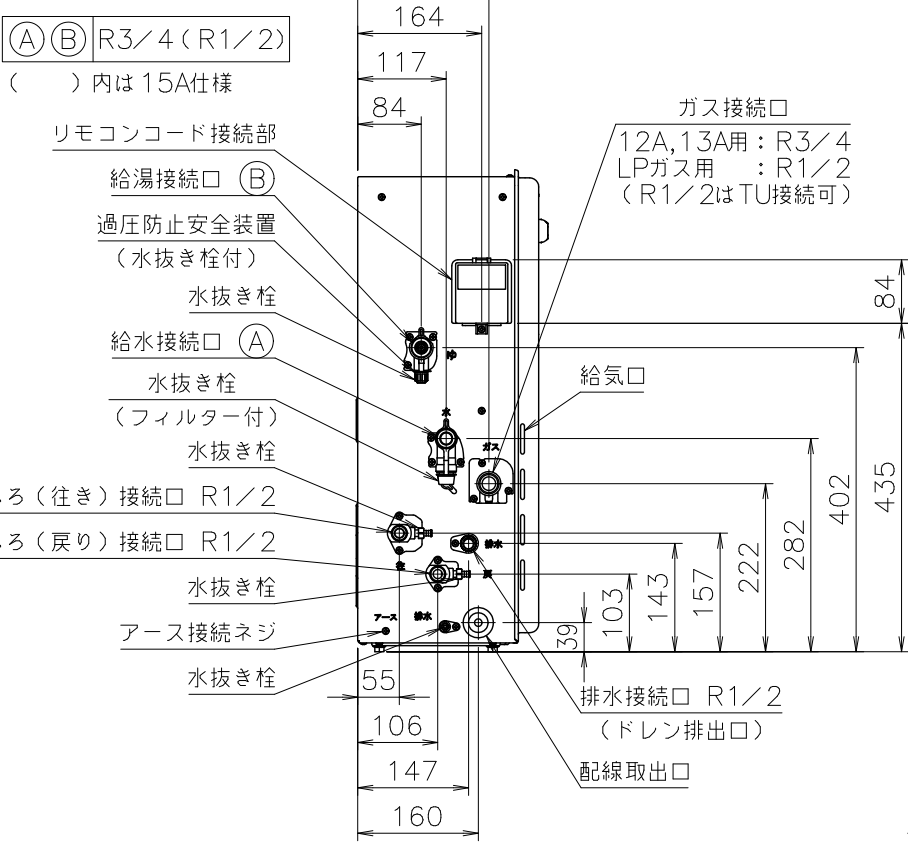 Ⓐ Ⓑ R3/4(R1/2)
(　　)内は15A仕様
164
117
84
リモコンコード接続部
給湯接続口 Ⓑ
過圧防止安全装置
(水抜き栓付)
水抜き栓
給水接続口 Ⓐ
水抜き栓
(フィルター付)
水抜き栓
ふろ(往き)接続口 R1/2
ろ(戻り)接続口 R1/2
水抜き栓
アース接続ネジ
水抜き栓
ガス接続口
12A,13A用：R3/4
LPガス用　：R1/2
(R1/2はTU接続可)
給気口
水
ガス
排水
戻
アース
排水
84
435
402
282
222
157
143
103
39
55
106
147
160
排水接続口 R1/2
(ドレン排出口)
配線取出口